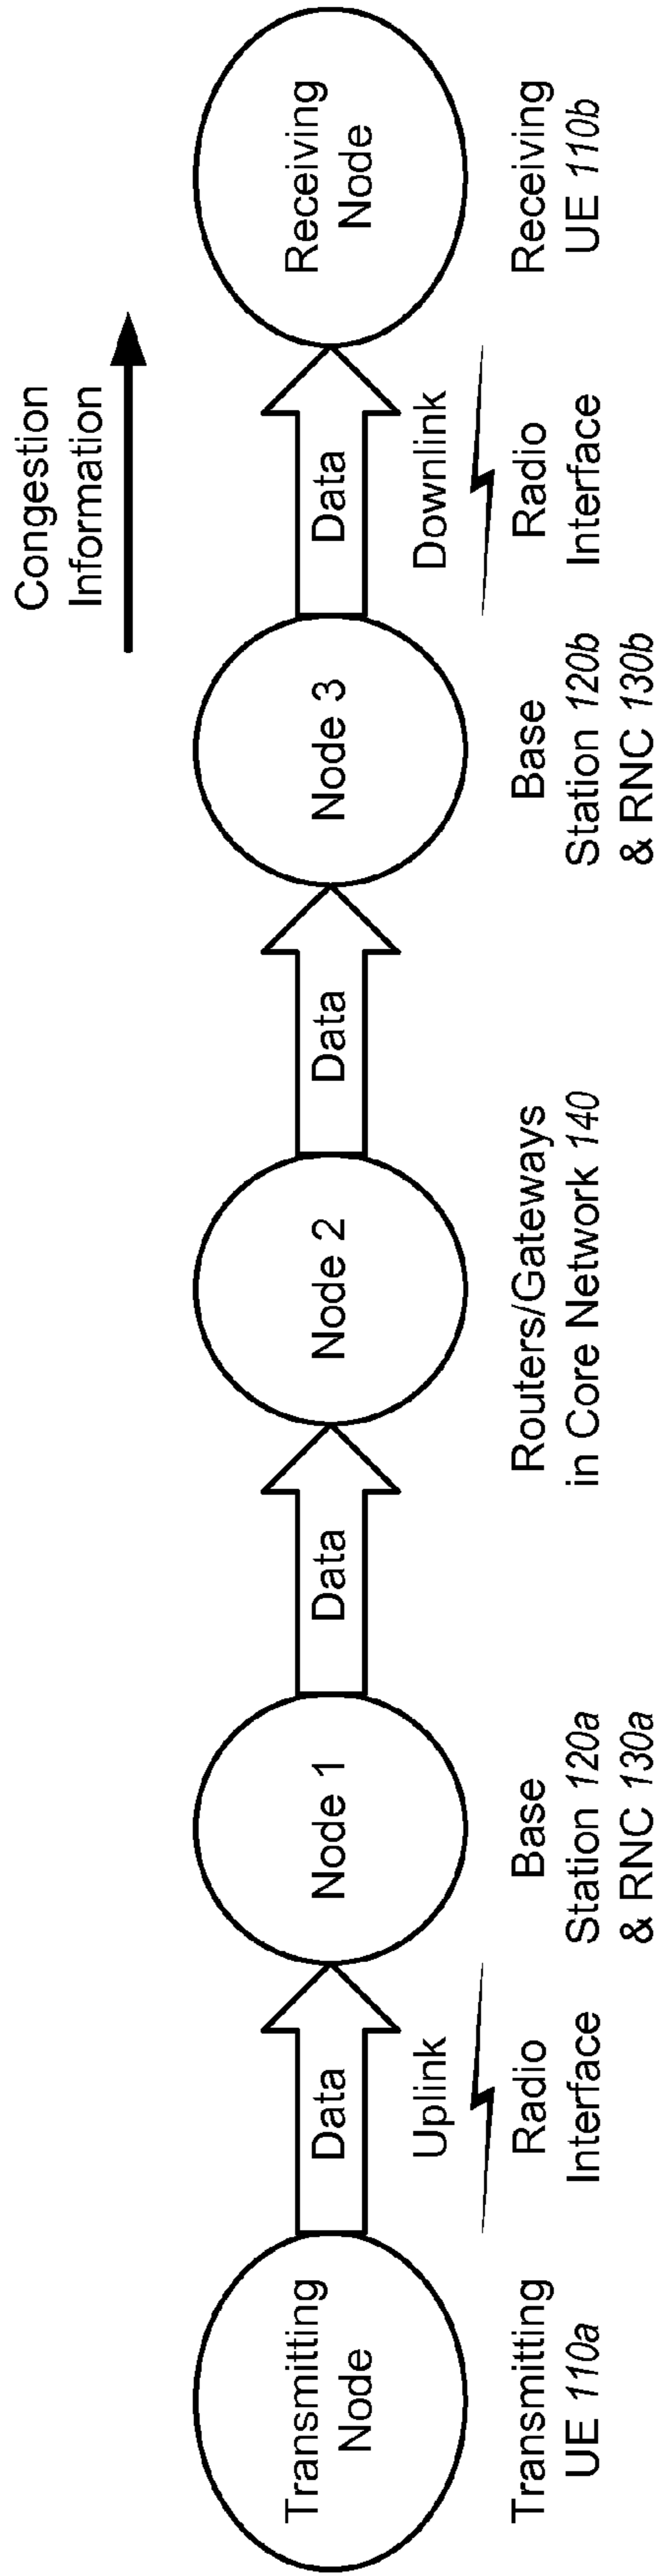 Congestion
Information
Transmitting
Node
Data
Node 1
Data
Node 2
Data
Node 3
Data
Receiving
Node
Uplink
Downlink
Transmitting
UE 110a
Radio
Interface
Base
Station 120a
& RNC 130a
Routers/Gateways
in Core Network 140
Base
Station 120b
& RNC 130b
Radio
Interface
Receiving
UE 110b